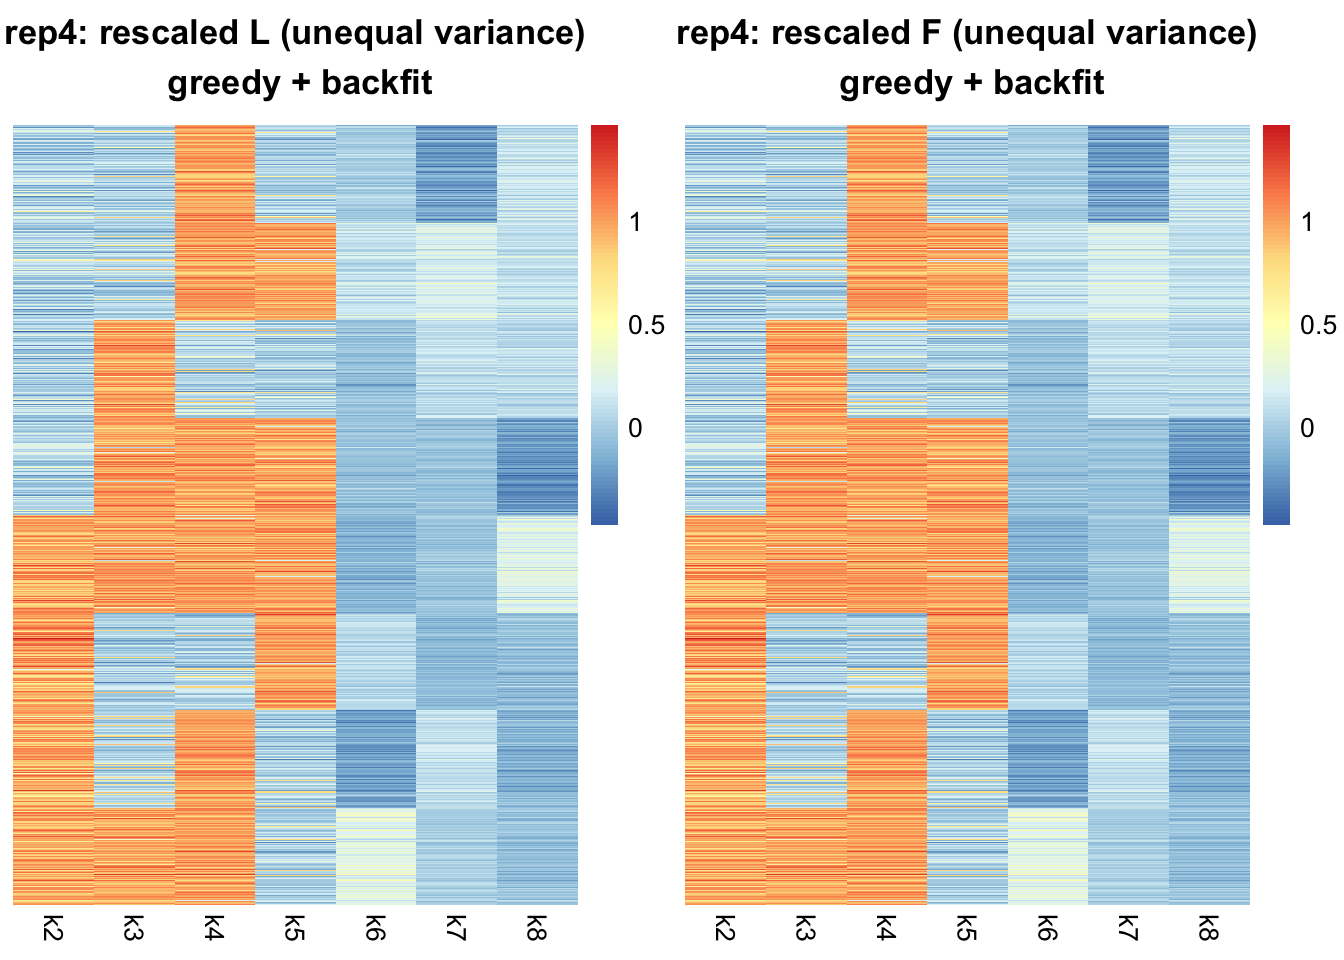 rep4: rescaled L (unequal variance)
greedy + backfit
1
0.5
0
k2
k3
k4
k5
k6
k7
k8
rep4: rescaled F (unequal variance)
greedy + backfit
1
0.5
0
k2
k3
k4
k5
k6
k7
k8